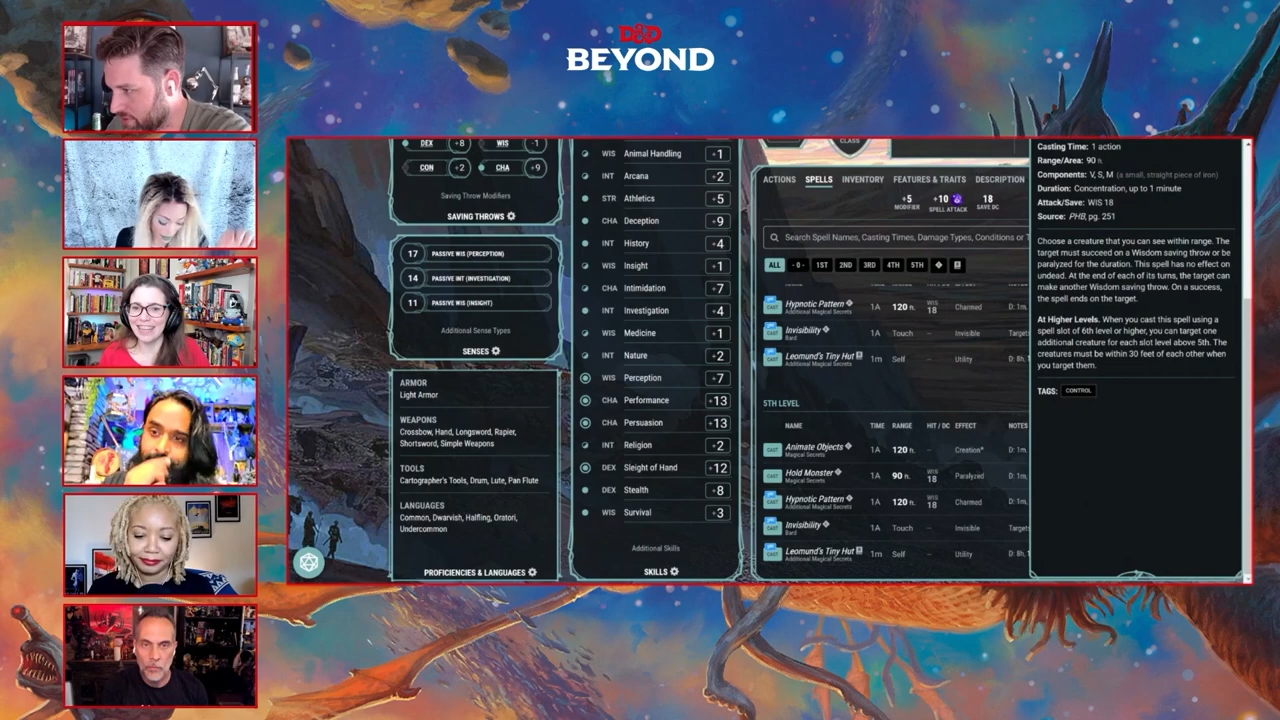 D&D
BEYOND
DEX +8 WIS -1
CON +2 CHA +9
Saving Throw Modifiers
SAVING THROWS
17 PASSIVE WIS (PERCEPTION)
14 PASSIVE INT (INVESTIGATION)
11 PASSIVE WIS (INSIGHT)
Additional Sense Types
SENSES
ARMOR
Light Armor
WEAPONS
Crossbow, Hand, Longsword, Rapier,
Shortsword, Simple Weapons
TOOLS
Cartographer's Tools, Drum, Lute, Pan Flute
LANGUAGES
Common, Dwarvish, Halfling, Oratori,
Undercommon
PROFICIENCIES & LANGUAGES
WIS Animal Handling +1
INT Arcana +2
STR Athletics +5
CHA Deception +9
INT History +4
WIS Insight +1
CHA Intimidation +7
INT Investigation +4
WIS Medicine +1
INT Nature +2
WIS Perception +7
CHA Performance +13
CHA Persuasion +13
INT Religion +2
DEX Sleight of Hand +12
DEX Stealth +8
WIS Survival +3
Additional Skills
SKILLS
CLASS
ACTIONS SPELLS INVENTORY FEATURES & TRAITS DESCRIPTION
+5 +10 18
MODIFIER SPELL ATTACK SAVE DC
Search Spell Names, Casting Times, Damage Types, Conditions or T
ALL - 0 - 1ST 2ND 3RD 4TH 5TH
CAST Hypnotic Pattern 1A 120 ft. WIS 18 Charmed D: 1m,
Additional Magical Secrets
CAST Invisibility 1A Touch -- Invisible Targets
Bard
CAST Leomund's Tiny Hut 1m Self -- Utility D: 8h,
Additional Magical Secrets
5TH LEVEL
NAME TIME RANGE HIT / DC EFFECT NOTES
CAST Animate Objects 1A 120 ft. -- Creation* D: 1m,
Magical Secrets
CAST Hold Monster 1A 90 ft. WIS 18 Paralyzed D: 1m,
Magical Secrets
CAST Hypnotic Pattern 1A 120 ft. WIS 18 Charmed D: 1m,
Additional Magical Secrets
CAST Invisibility 1A Touch -- Invisible Targets
Bard
CAST Leomund's Tiny Hut 1m Self -- Utility D: 8h,
Additional Magical Secrets
Casting Time: 1 action
Range/Area: 90 ft.
Components: V, S, M (a small, straight piece of iron)
Duration: Concentration, up to 1 minute
Attack/Save: WIS 18
Source: PHB, pg. 251
Choose a creature that you can see within range. The
target must succeed on a Wisdom saving throw or be
paralyzed for the duration. This spell has no effect on
undead. At the end of each of its turns, the target can
make another Wisdom saving throw. On a success,
the spell ends on the target.
At Higher Levels. When you cast this spell using a
spell slot of 6th level or higher, you can target one
additional creature for each slot level above 5th. The
creatures must be within 30 feet of each other when
you target them.
TAGS: CONTROL